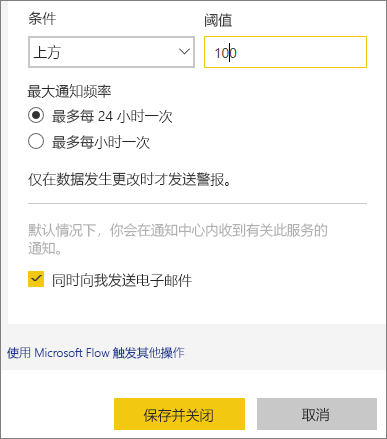 条件
阈值
上方
100
最大通知频率
最多每 24 小时一次
最多每小时一次
仅在数据发生更改时才发送警报。
默认情况下，你会在通知中心内收到有关此服务的
通知。
同时向我发送电子邮件
使用 Microsoft Flow 触发其他操作
保存并关闭
取消